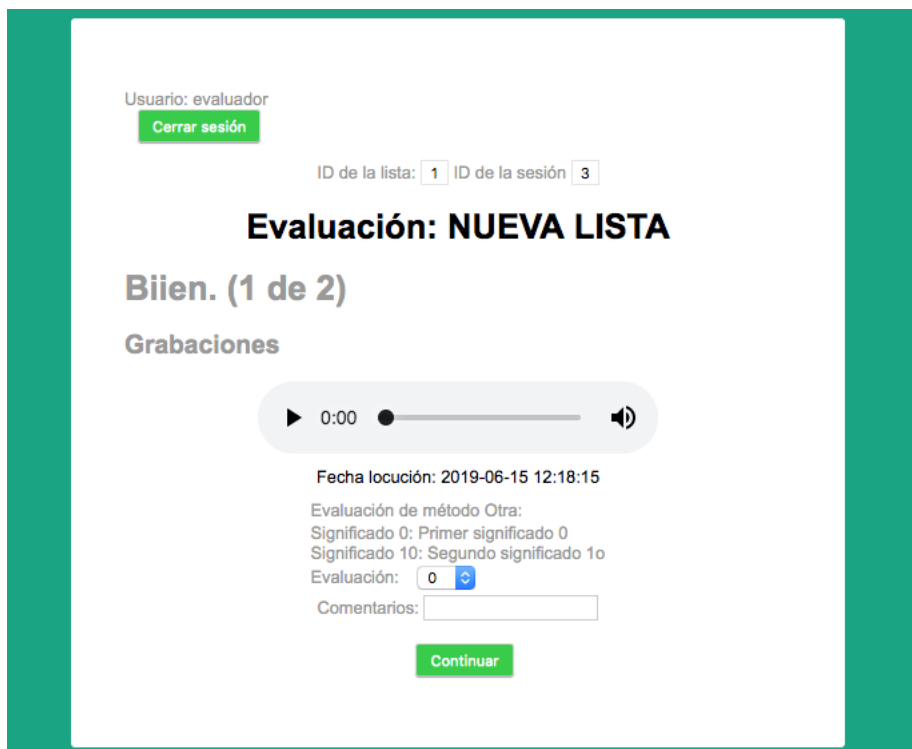 Usuario: evaluador
Cerrar sesión
ID de la lista: 1 ID de la sesión 3
Evaluación: NUEVA LISTA
Biien. (1 de 2)
Grabaciones
0:00
Fecha locución: 2019-06-15 12:18:15
Evaluación de método Otra:
Significado 0: Primer significado 0
Significado 10: Segundo significado 1o
Evaluación: 0
Comentarios:
Continuar